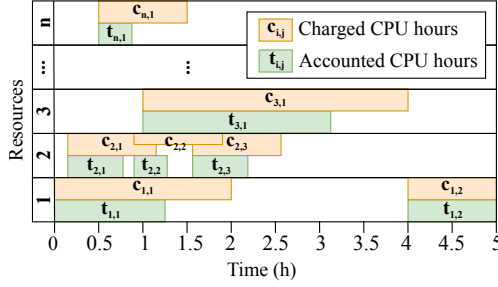 n
c_{n,1}
t_{n,1}
c_{i,j} Charged CPU hours
t_{i,j} Accounted CPU hours
...
⋮
3
c_{3,1}
t_{3,1}
2
c_{2,1} c_{2,2} c_{2,3}
t_{2,1} t_{2,2} t_{2,3}
1
c_{1,1} c_{1,2}
t_{1,1} t_{1,2}
Resources
0 0.5 1 1.5 2 2.5 3 3.5 4 4.5 5
Time (h)